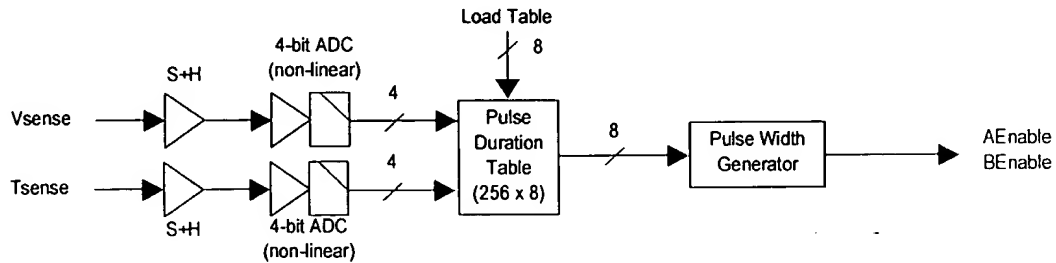 Load Table
8
4-bit ADC
(non-linear)
S+H
4
Vsense
Pulse
Duration
Table
(256 x 8)
8
Pulse Width
Generator
AEnable
BEnable
Tsense
4
S+H
4-bit ADC
(non-linear)